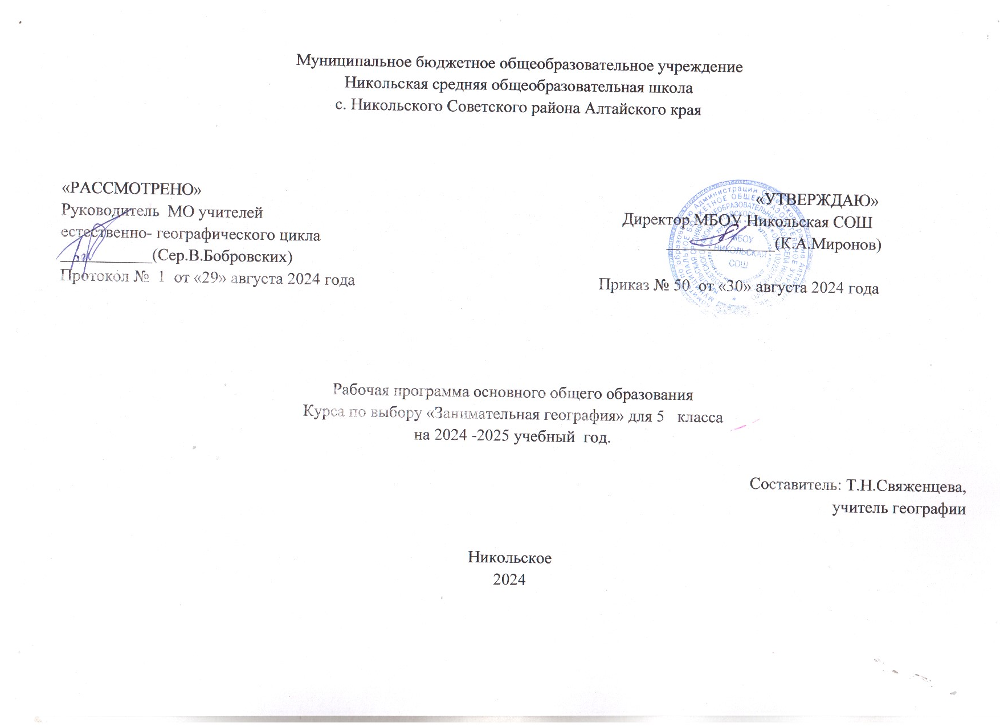 Муниципальное бюджетное общеобразовательное учреждение
Никольская средняя общеобразовательная школа
с. Никольского Советского района Алтайского края
«РАССМОТРЕНО»
Руководитель МО учителей
естественно- географического цикла
____________(Сер.В.Бобровских)
Протокол № 1 от «29» августа 2024 года
«УТВЕРЖДАЮ»
Директор МБОУ Никольская СОШ
______________(К.А.Миронов)
Приказ № 50 от «30» августа 2024 года
МБОУ
НИКОЛЬСКАЯ
СОШ
Рабочая программа основного общего образования
Курса по выбору «Занимательная география» для 5 класса
на 2024 -2025 учебный год.
Составитель: Т.Н.Свяженцева,
учитель географии
Никольское
2024